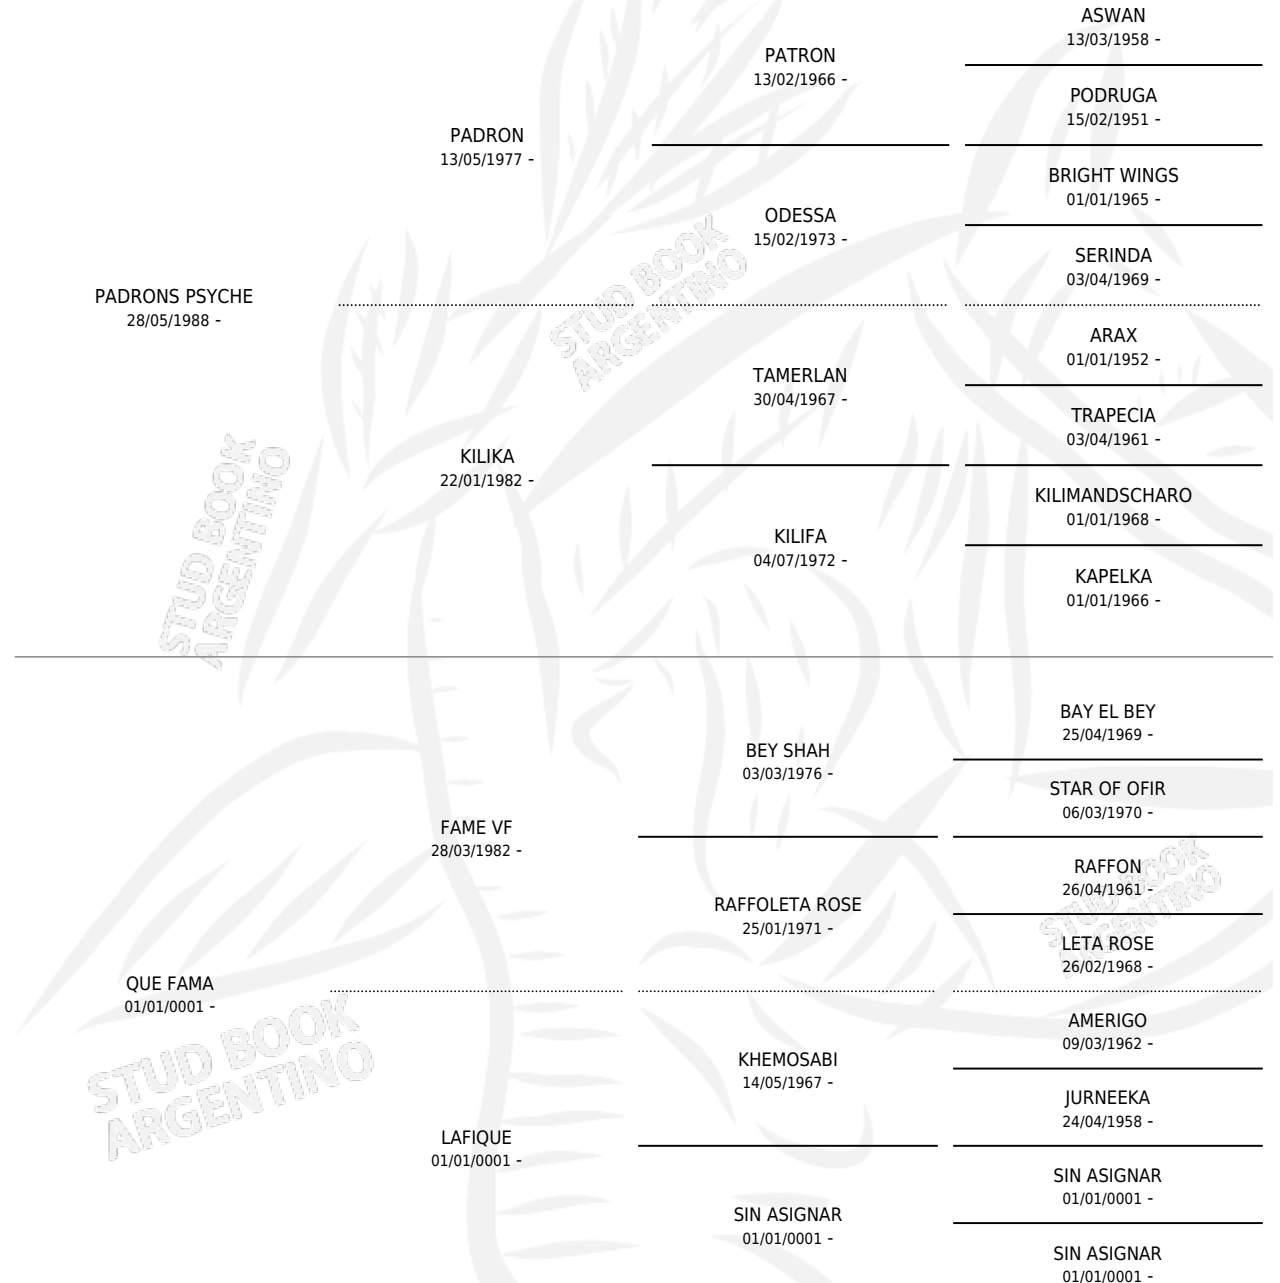 ASWAN
13/03/1958 -
PATRON
13/02/1966 -
PODRUGA
15/02/1951 -
PADRON
13/05/1977 -
BRIGHT WINGS
01/01/1965 -
ODESSA
15/02/1973 -
SERINDA
03/04/1969 -
PADRONS PSYCHE
28/05/1988 -
ARAX
01/01/1952 -
TAMERLAN
30/04/1967 -
TRAPECIA
03/04/1961 -
KILIKA
22/01/1982 -
KILIMANDSCHARO
01/01/1968 -
KILIFA
04/07/1972 -
KAPELKA
01/01/1966 -
STUD BOOK
ARGENTINO
STUD BOOK
ARGENTINO
BAY EL BEY
25/04/1969 -
BEY SHAH
03/03/1976 -
STAR OF OFIR
06/03/1970 -
FAME VF
28/03/1982 -
RAFFON
26/04/1961 -
RAFFOLETA ROSE
25/01/1971 -
LETA ROSE
26/02/1968 -
QUE FAMA
01/01/0001 -
AMERIGO
09/03/1962 -
KHEMOSABI
14/05/1967 -
JURNEEKA
24/04/1958 -
LAFIQUE
01/01/0001 -
SIN ASIGNAR
01/01/0001 -
SIN ASIGNAR
01/01/0001 -
SIN ASIGNAR
01/01/0001 -
STUD BOOK
ARGENTINO
STUD BOOK
ARGENTINO